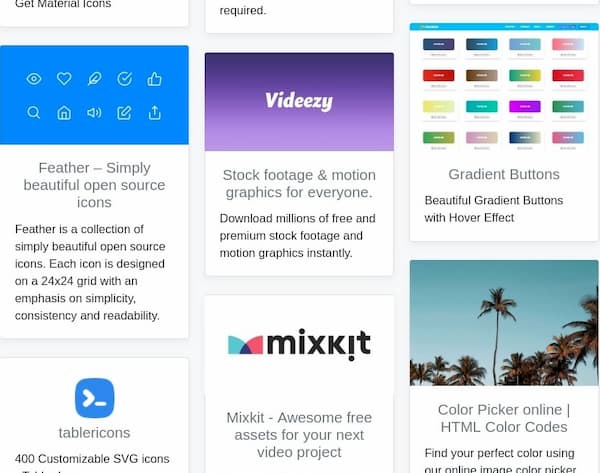 Get Material Icons
Feather – Simply
beautiful open source
icons
Feather is a collection of
simply beautiful open source
icons. Each icon is designed
on a 24x24 grid with an
emphasis on simplicity,
consistency and readability.
tablericons
400 Customizable SVG icons
required.
Videezy
Stock footage & motion
graphics for everyone.
Download millions of free and
premium stock footage and
motion graphics instantly.
mixkit
Mixkit - Awesome free
assets for your next
video project
Gradient Buttons
Beautiful Gradient Buttons
with Hover Effect
Color Picker online |
HTML Color Codes
Find your perfect color using
our online image color picker